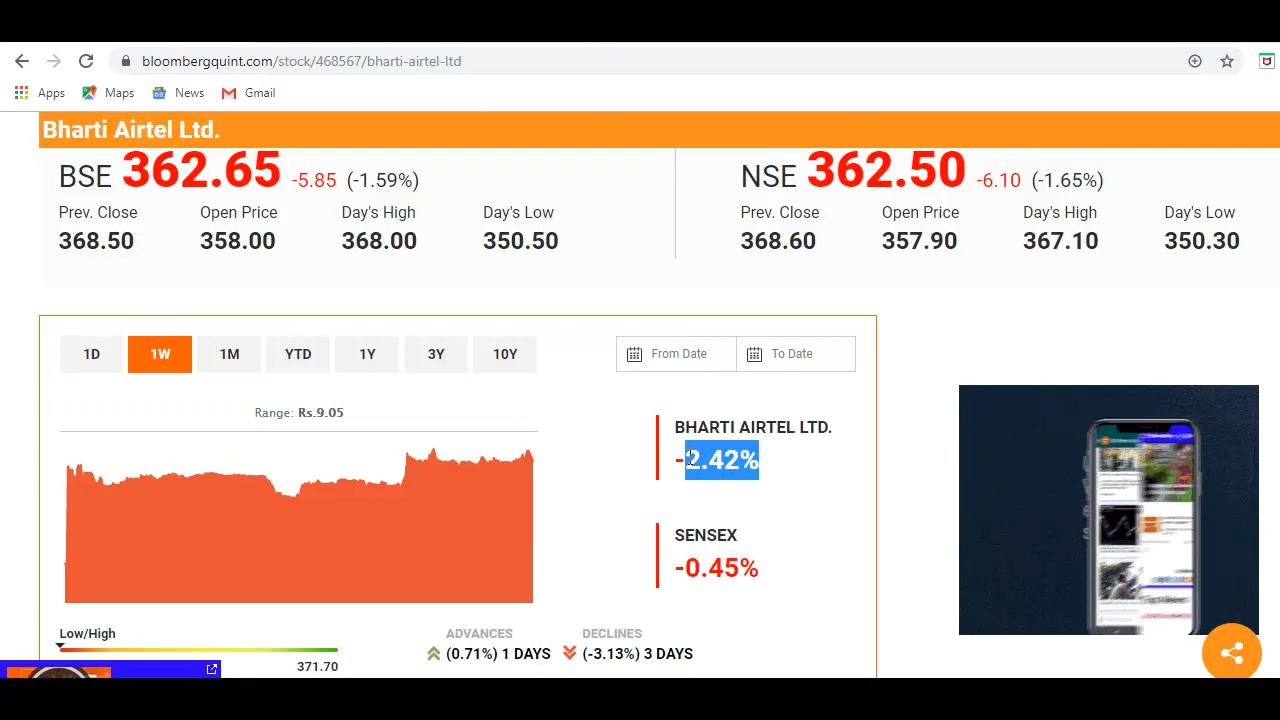 bloombergquint.com/stock/468567/bharti-airtel-ltd
Apps Maps News Gmail
Bharti Airtel Ltd.
BSE 362.65 -5.85 (-1.59%)
Prev. Close Open Price Day's High Day's Low
368.50 358.00 368.00 350.50
NSE 362.50 -6.10 (-1.65%)
Prev. Close Open Price Day's High Day's Low
368.60 357.90 367.10 350.30
1D 1W 1M YTD 1Y 3Y 10Y
From Date To Date
Range: Rs.9.05
BHARTI AIRTEL LTD.
-2.42%
SENSEX
-0.45%
Low/High
371.70
ADVANCES DECLINES
(0.71%) 1 DAYS (-3.13%) 3 DAYS